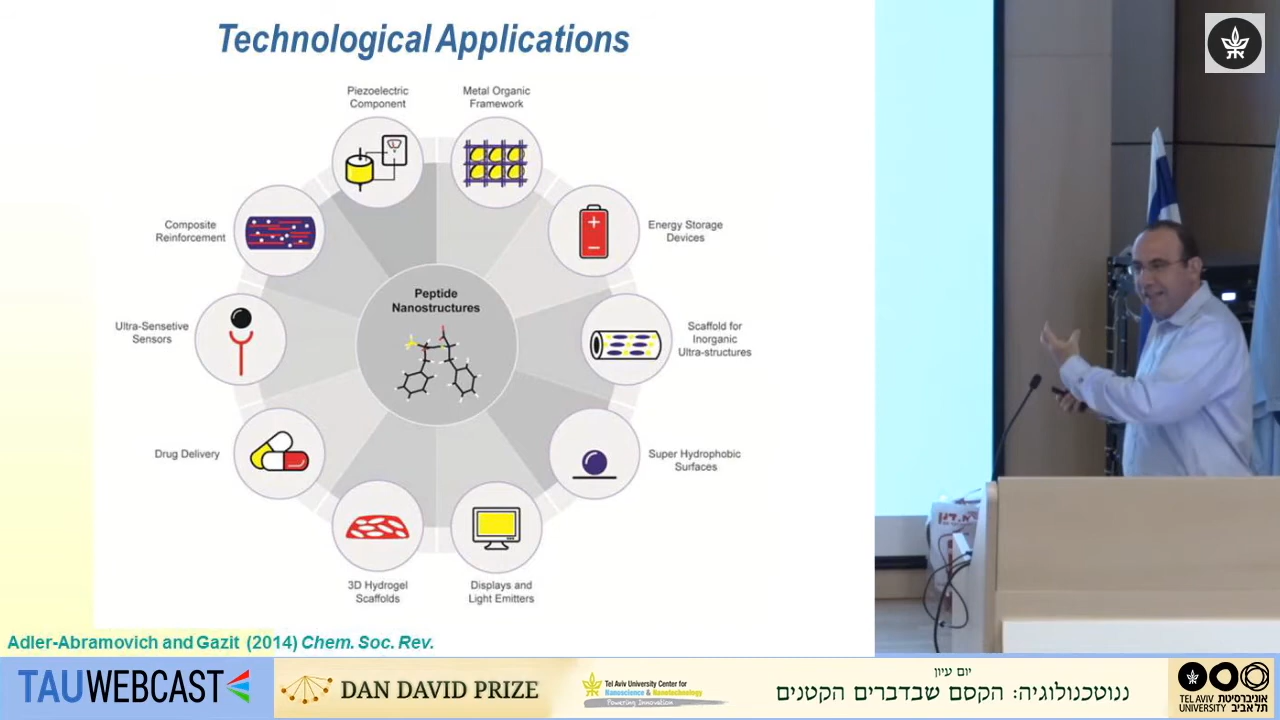 Technological Applications
Piezoelectric
Component
Metal Organic
Framework
Composite
Reinforcement
Energy Storage
Devices
Peptide
Nanostructures
Ultra-Sensetive
Sensors
Scaffold for
Inorganic
Ultra-structures
Drug Delivery
Super Hydrophobic
Surfaces
3D Hydrogel
Scaffolds
Displays and
Light Emitters
Adler-Abramovich and Gazit (2014) Chem. Soc. Rev.
TAUWEBCAST
DAN DAVID PRIZE
Tel Aviv University Center for
Nanoscience & Nanotechnology
Powering Innovation
יום עיון
ננוטכנולוגיה: הקסם שבדברים הקטנים
TEL AVIV אוניברסיטת
UNIVERSITY תל אביב